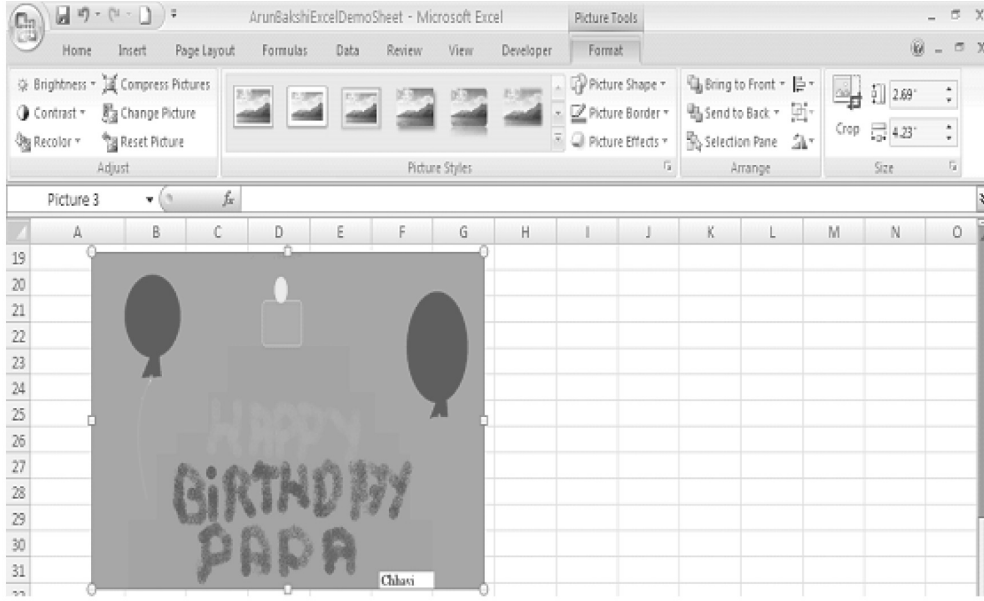 ArunBakshiExcelDemoSheet - Microsoft Excel Picture Tools
Home Insert Page Layout Formulas Data Review View Developer Format
Brightness Compress Pictures Picture Shape Bring to Front 2.69"
Contrast Change Picture Picture Border Send to Back Crop 4.23"
Recolor Reset Picture Picture Effects Selection Pane
Adjust Picture Styles Arrange Size
Picture 3 fx
A B C D E F G H I J K L M N O
19
20
21
22
23
24
25
26
27
28
29
30
31
32
HAPPY
BiRTHDAY
PAPA
Chhavi